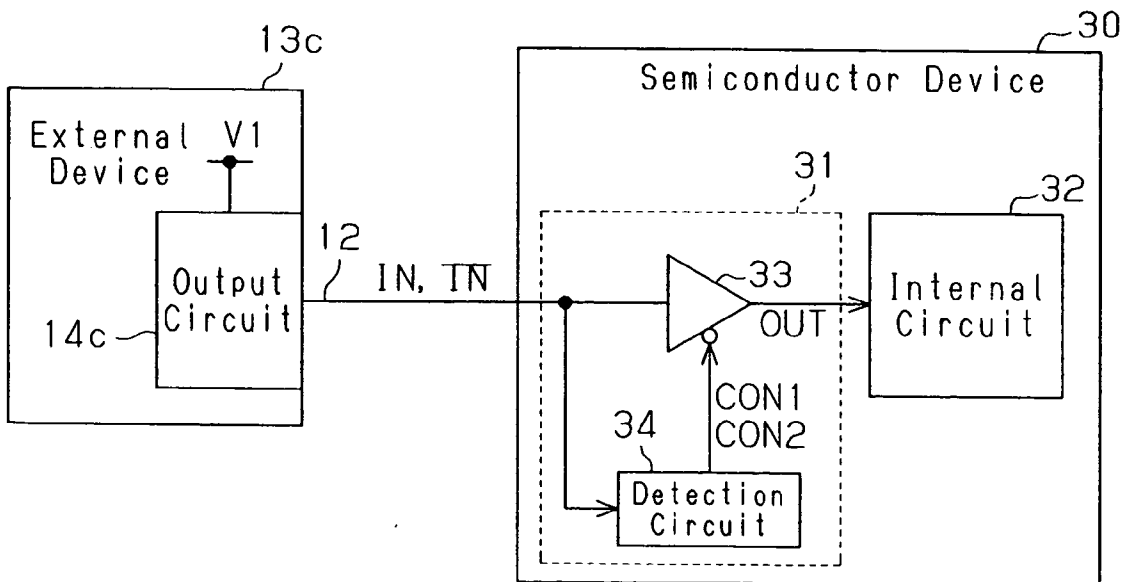 13c
30
Semiconductor Device
External V1
Device
31
32
12
IN, I̅N̅
33
Output
Circuit
Internal
Circuit
OUT
14c
CON1
CON2
34
Detection
Circuit